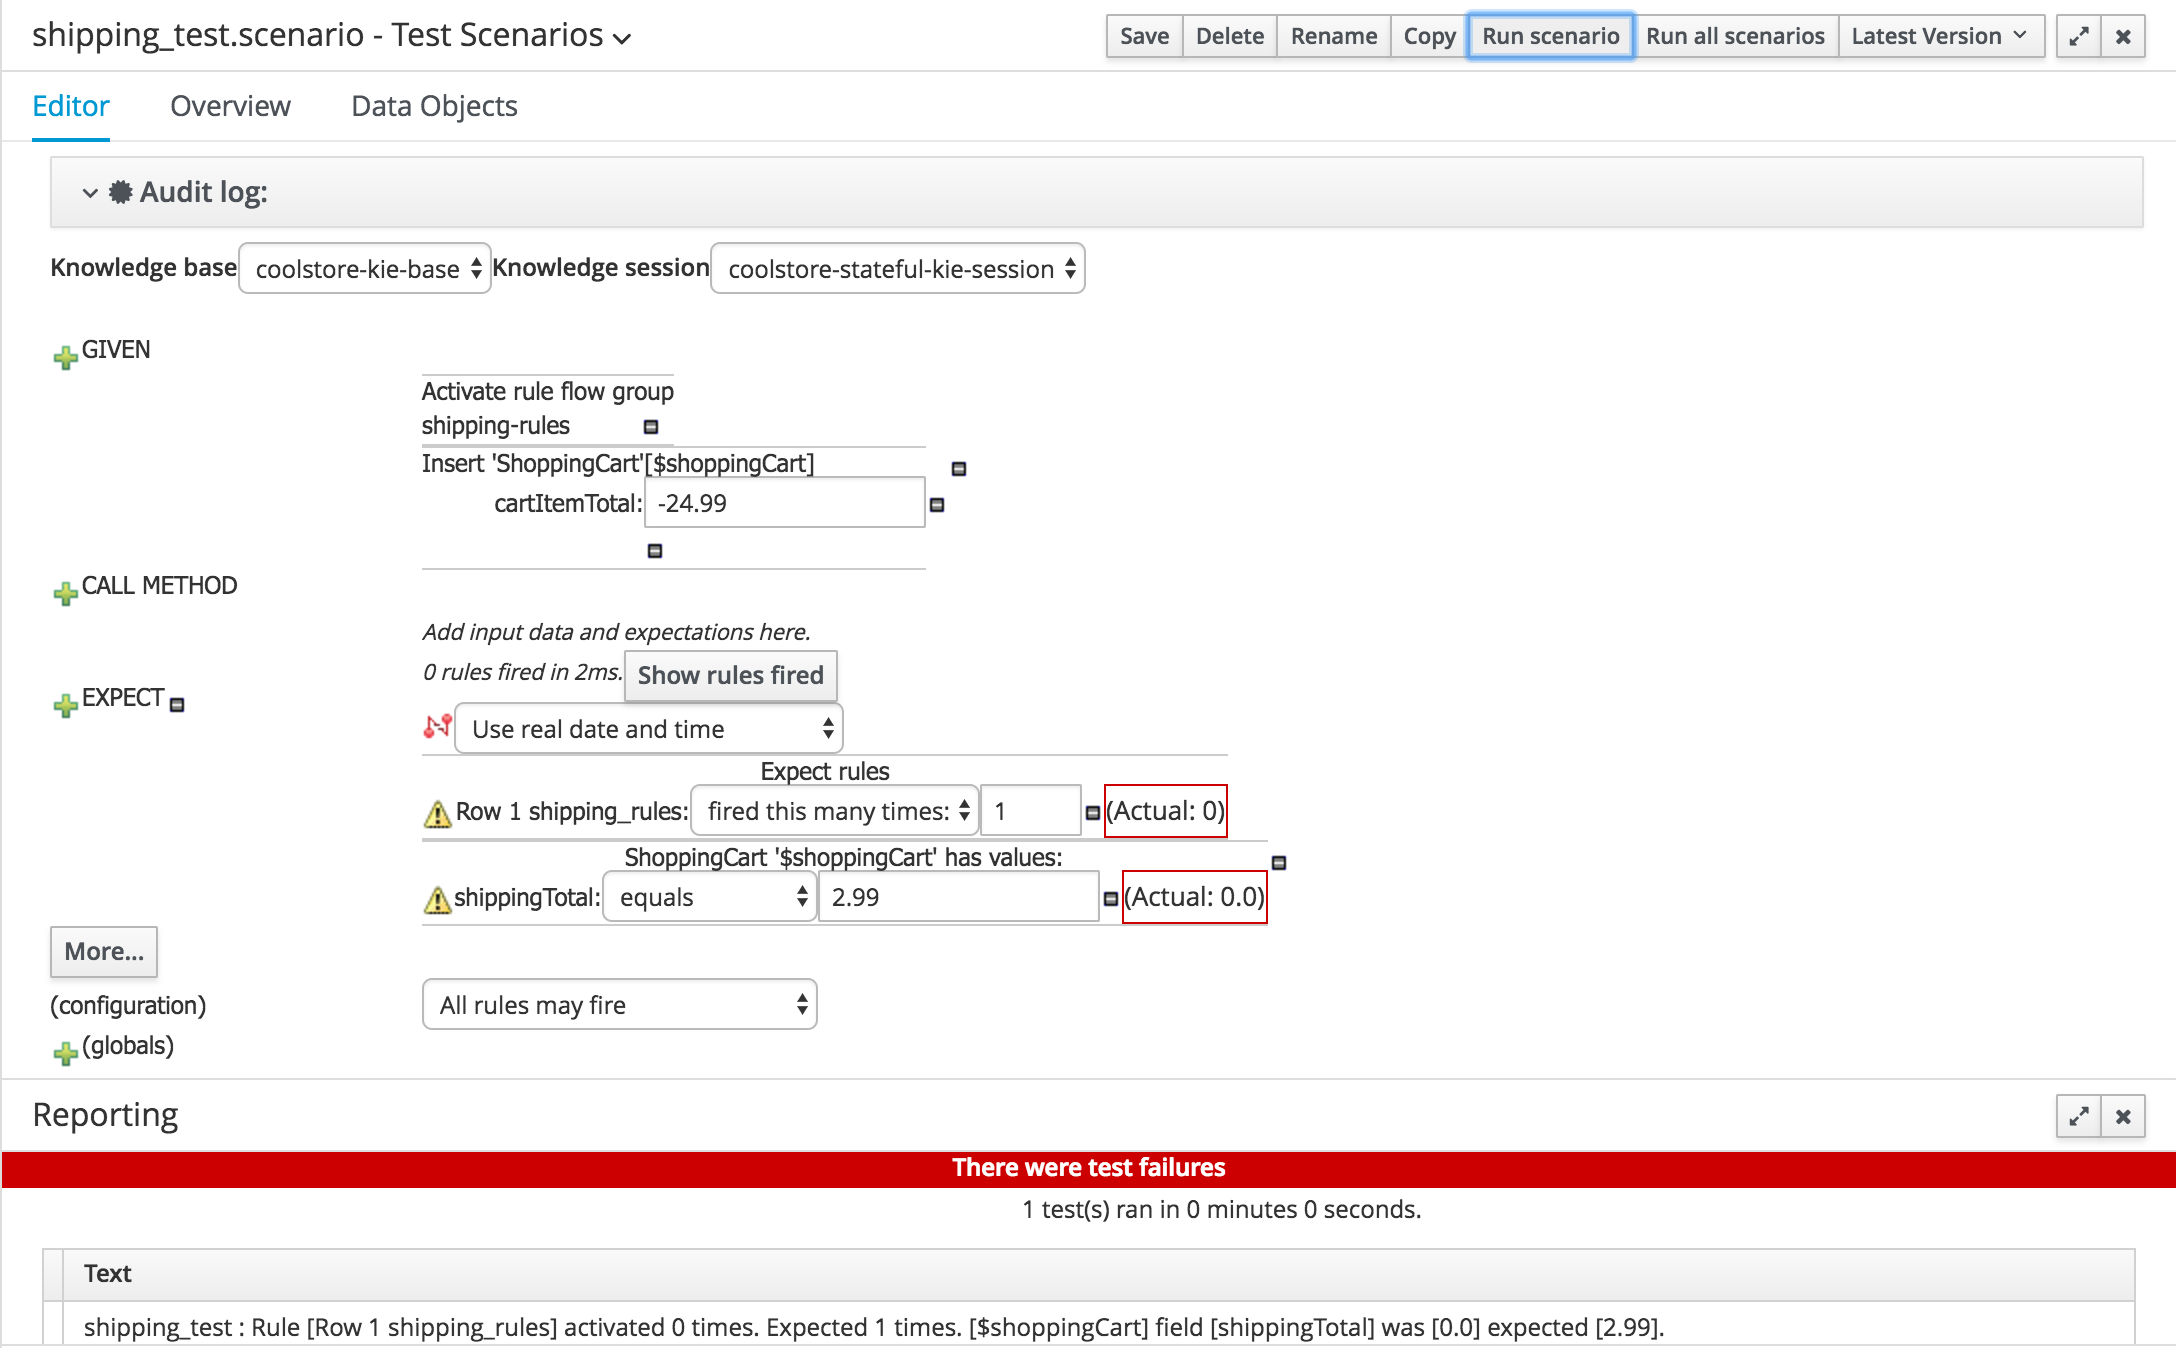 shipping_test.scenario - Test Scenarios
Save Delete Rename Copy Run scenario Run all scenarios Latest Version
Editor Overview Data Objects
Audit log:
Knowledge base coolstore-kie-base Knowledge session coolstore-stateful-kie-session
GIVEN
Activate rule flow group
shipping-rules
Insert 'ShoppingCart'[$shoppingCart]
cartItemTotal: -24.99
CALL METHOD
Add input data and expectations here.
0 rules fired in 2ms. Show rules fired
EXPECT
Use real date and time
Expect rules
Row 1 shipping_rules: fired this many times: 1 (Actual: 0)
ShoppingCart '$shoppingCart' has values:
shippingTotal: equals 2.99 (Actual: 0.0)
More...
(configuration) All rules may fire
(globals)
Reporting
There were test failures
1 test(s) ran in 0 minutes 0 seconds.
Text
shipping_test : Rule [Row 1 shipping_rules] activated 0 times. Expected 1 times. [$shoppingCart] field [shippingTotal] was [0.0] expected [2.99].